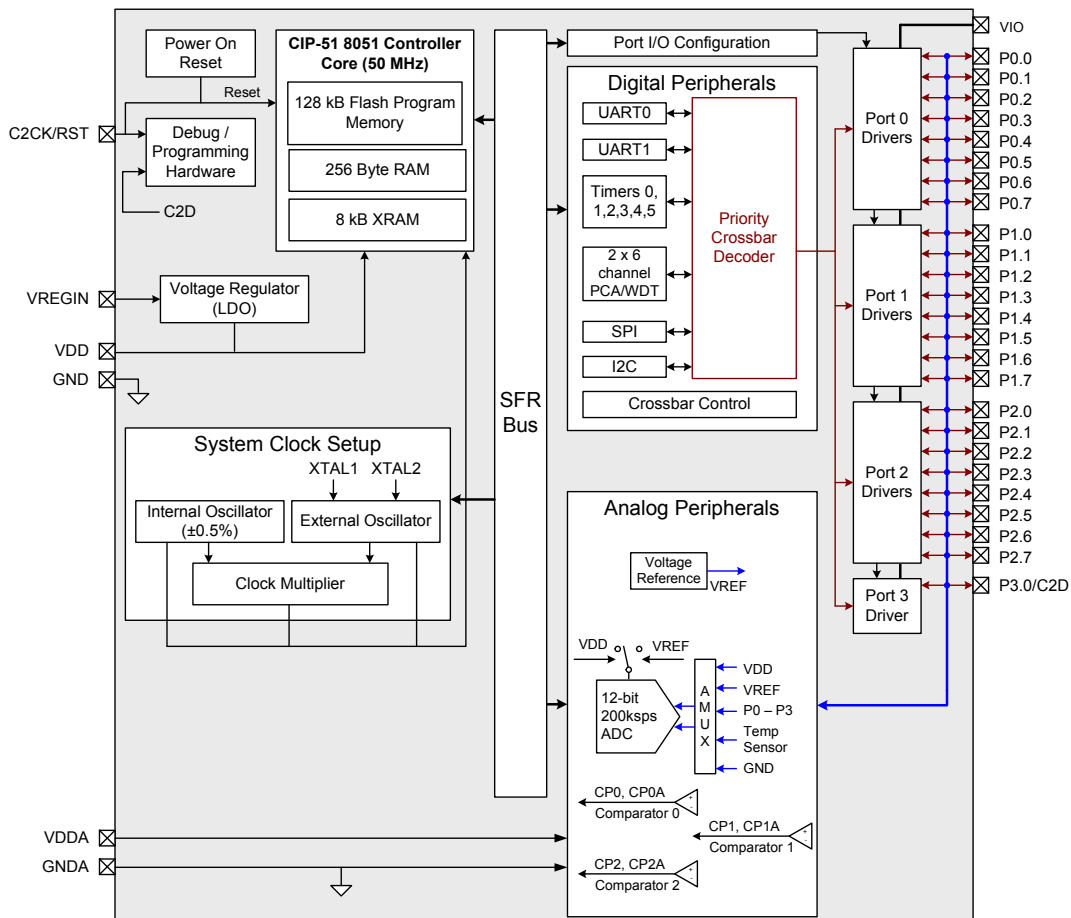 Power On
Reset
Reset
C2CK/RST
Debug /
Programming
Hardware
C2D
CIP-51 8051 Controller
Core (50 MHz)
128 kB Flash Program
Memory
256 Byte RAM
8 kB XRAM
VREGIN
Voltage Regulator
(LDO)
VDD
GND
System Clock Setup
XTAL1
XTAL2
Internal Oscillator
(±0.5%)
External Oscillator
Clock Multiplier
VDDA
GNDA
SFR
Bus
Port I/O Configuration
Digital Peripherals
UART0
UART1
Timers 0,
1,2,3,4,5
2 x 6
channel
PCA/WDT
SPI
I2C
Priority
Crossbar
Decoder
Crossbar Control
Analog Peripherals
Voltage
Reference
VREF
VDD
VREF
12-bit
200ksps
ADC
A
M
U
X
VDD
VREF
P0 – P3
Temp
Sensor
GND
CP0, CP0A
+
-
Comparator 0
CP1, CP1A
+
-
Comparator 1
CP2, CP2A
+
-
Comparator 2
Port 0
Drivers
Port 1
Drivers
Port 2
Drivers
Port 3
Driver
VIO
P0.0
P0.1
P0.2
P0.3
P0.4
P0.5
P0.6
P0.7
P1.0
P1.1
P1.2
P1.3
P1.4
P1.5
P1.6
P1.7
P2.0
P2.1
P2.2
P2.3
P2.4
P2.5
P2.6
P2.7
P3.0/C2D